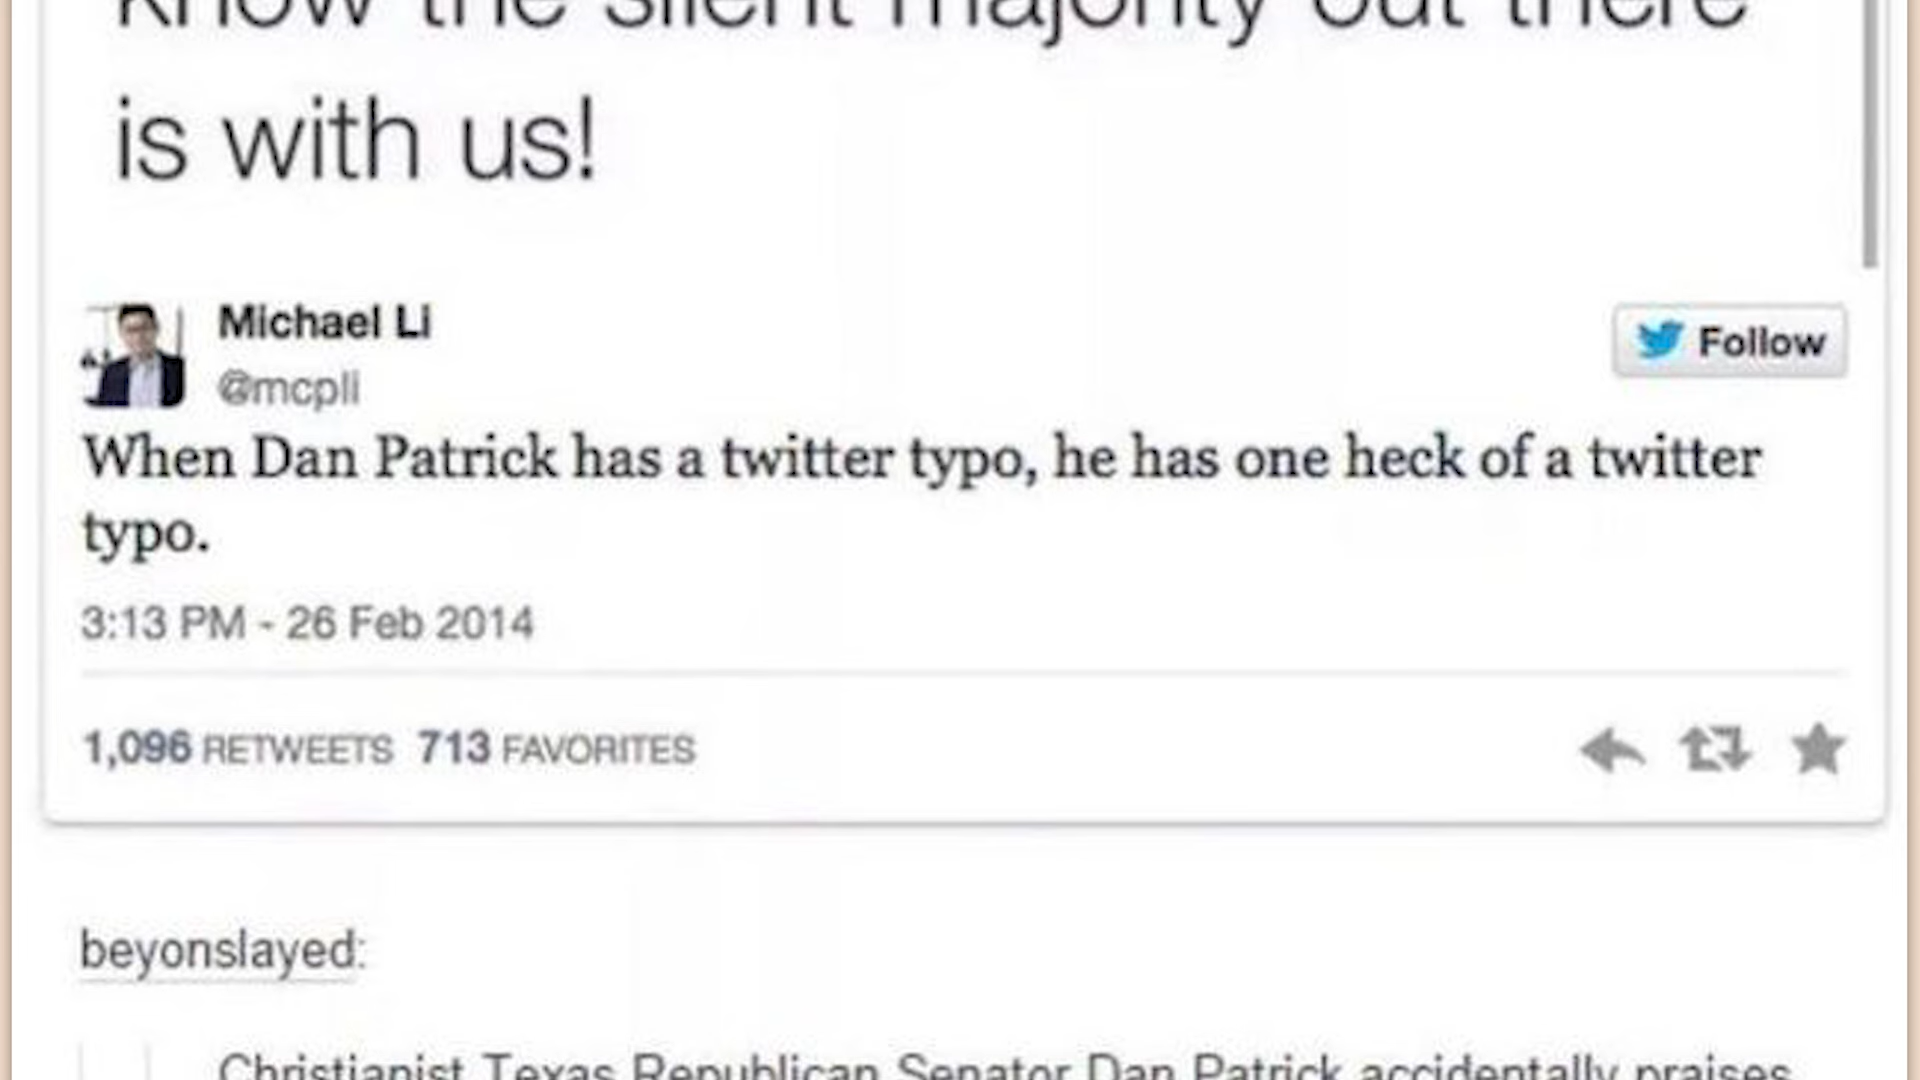 know the silent majority out there
is with us!
Michael Li
@mcpli
Follow
When Dan Patrick has a twitter typo, he has one heck of a twitter
typo.
3:13 PM - 26 Feb 2014
1,096 RETWEETS 713 FAVORITES
beyonslayed:
Christianist Texas Republican Senator Dan Patrick accidentally praises